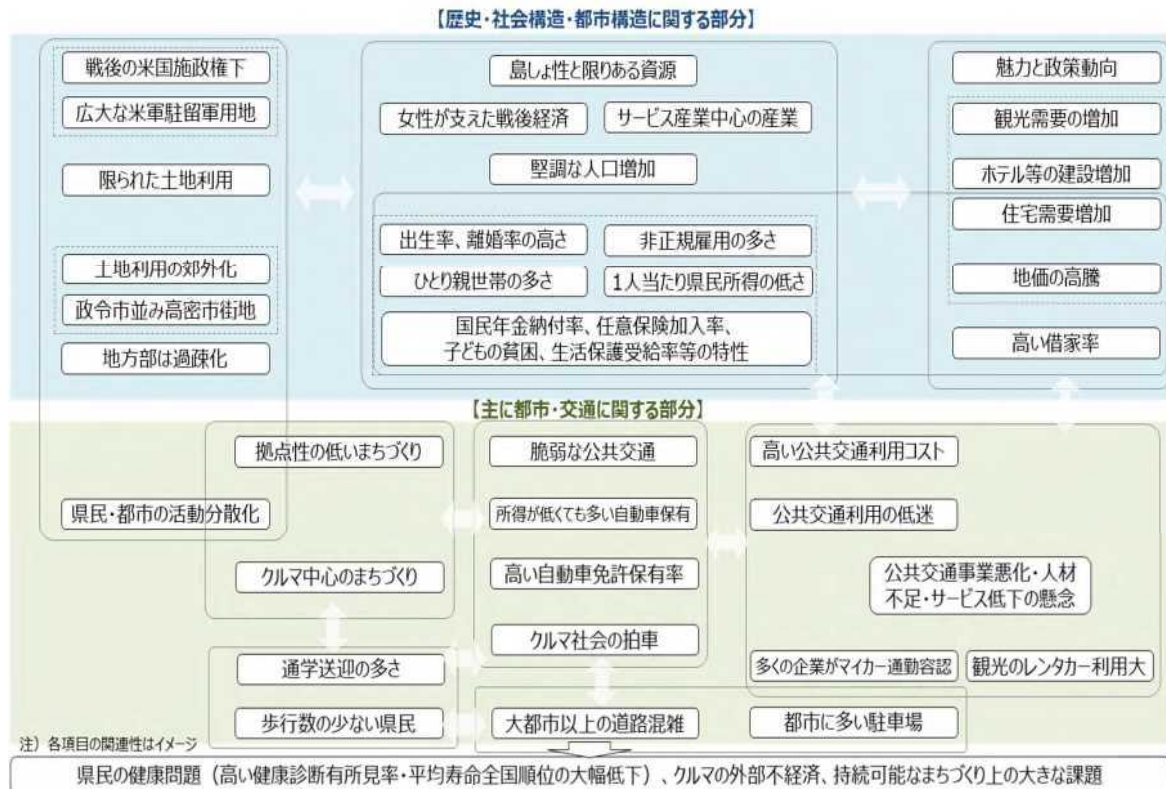 【歴史・社会構造・都市構造に関する部分】
戦後の米国施政権下
広大な米軍駐留軍用地
限られた土地利用
土地利用の郊外化
政令市並み高密市街地
地方部は過疎化
県民・都市の活動分散化
島しょ性と限りある資源
女性が支えた戦後経済
サービス産業中心の産業
堅調な人口増加
出生率、離婚率の高さ
非正規雇用の多さ
ひとり親世帯の多さ
1人当たり県民所得の低さ
国民年金納付率、任意保険加入率、
子どもの貧困、生活保護受給率等の特性
魅力と政策動向
観光需要の増加
ホテル等の建設増加
住宅需要増加
地価の高騰
高い借家率
【主に都市・交通に関する部分】
拠点性の低いまちづくり
クルマ中心のまちづくり
通学送迎の多さ
歩行数の少ない県民
脆弱な公共交通
所得が低くても多い自動車保有
高い自動車免許保有率
クルマ社会の拍車
大都市以上の道路混雑
都市に多い駐車場
高い公共交通利用コスト
公共交通利用の低迷
公共交通事業悪化・人材
不足・サービス低下の懸念
多くの企業がマイカー通勤容認
観光のレンタカー利用大
注）各項目の関連性はイメージ
県民の健康問題（高い健康診断有所見率・平均寿命全国順位の大幅低下）、クルマの外部不経済、持続可能なまちづくり上の大きな課題